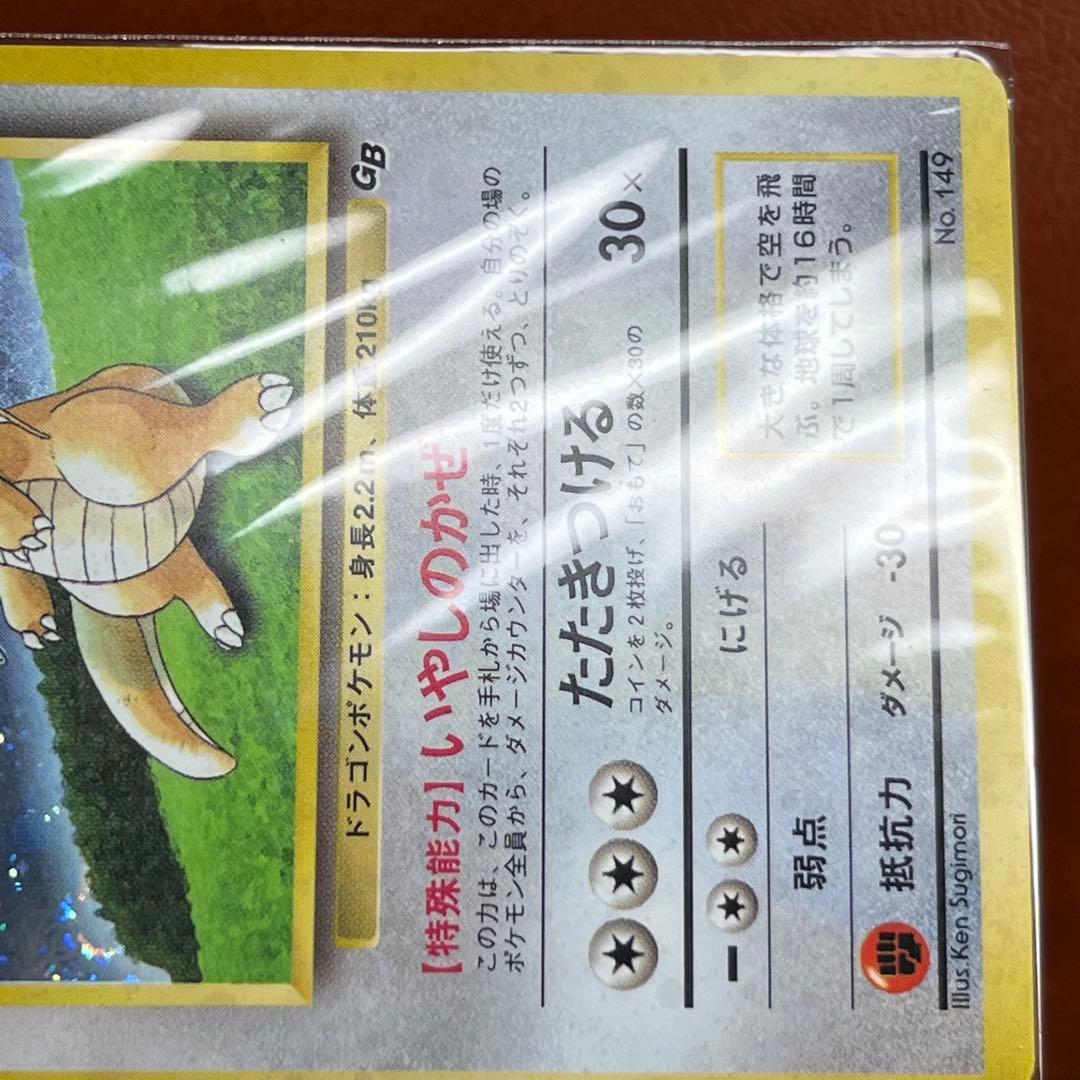 GB
ドラゴンポケモン：身長2.2m、体重210kg
【特殊能力】いやしのかぜ
この力は、このカードを手札から場に出した時、1度だけ使える。自分の場の
ポケモン全員から、ダメージカウンターを、それぞれ2つずつ、とりのぞく。
たたきつける 30×
コインを2枚投げ、「おもて」の数×30の
ダメージ。
にげる
弱点
抵抗力 ダメージ -30
大きな体格で空を飛
ぶ。地球を約16時間
で1周してしまう。
Illus. Ken Sugimori No. 149